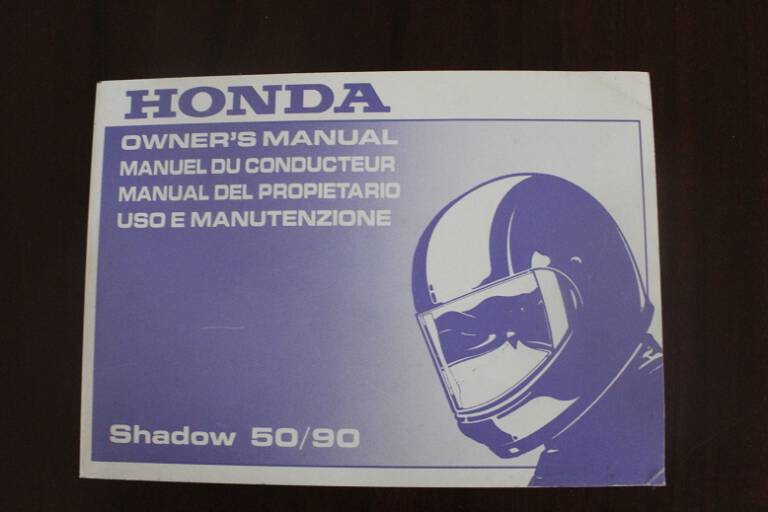 HONDA
OWNER'S MANUAL
MANUEL DU CONDUCTEUR
MANUAL DEL PROPIETARIO
USO E MANUTENZIONE
Shadow 50/90